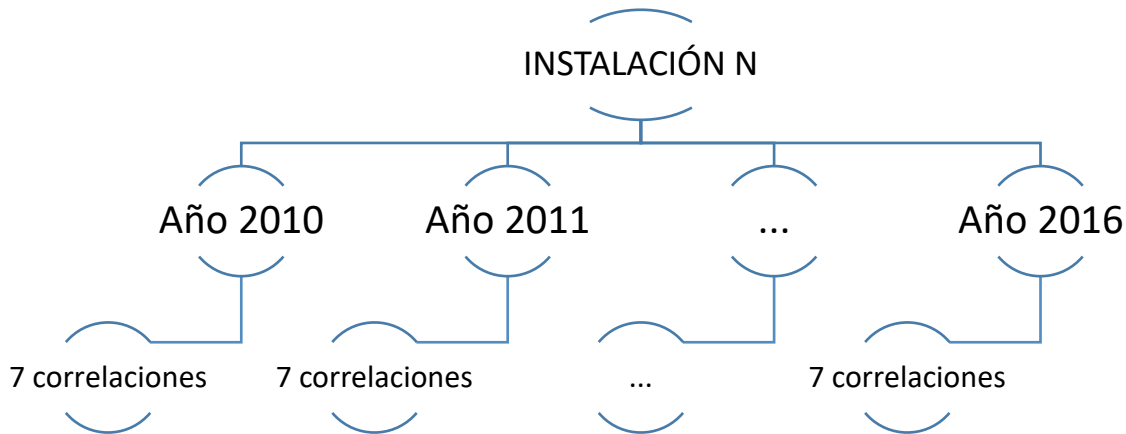 INSTALACIÓN N
Año 2010
Año 2011
...
Año 2016
7 correlaciones
7 correlaciones
...
7 correlaciones